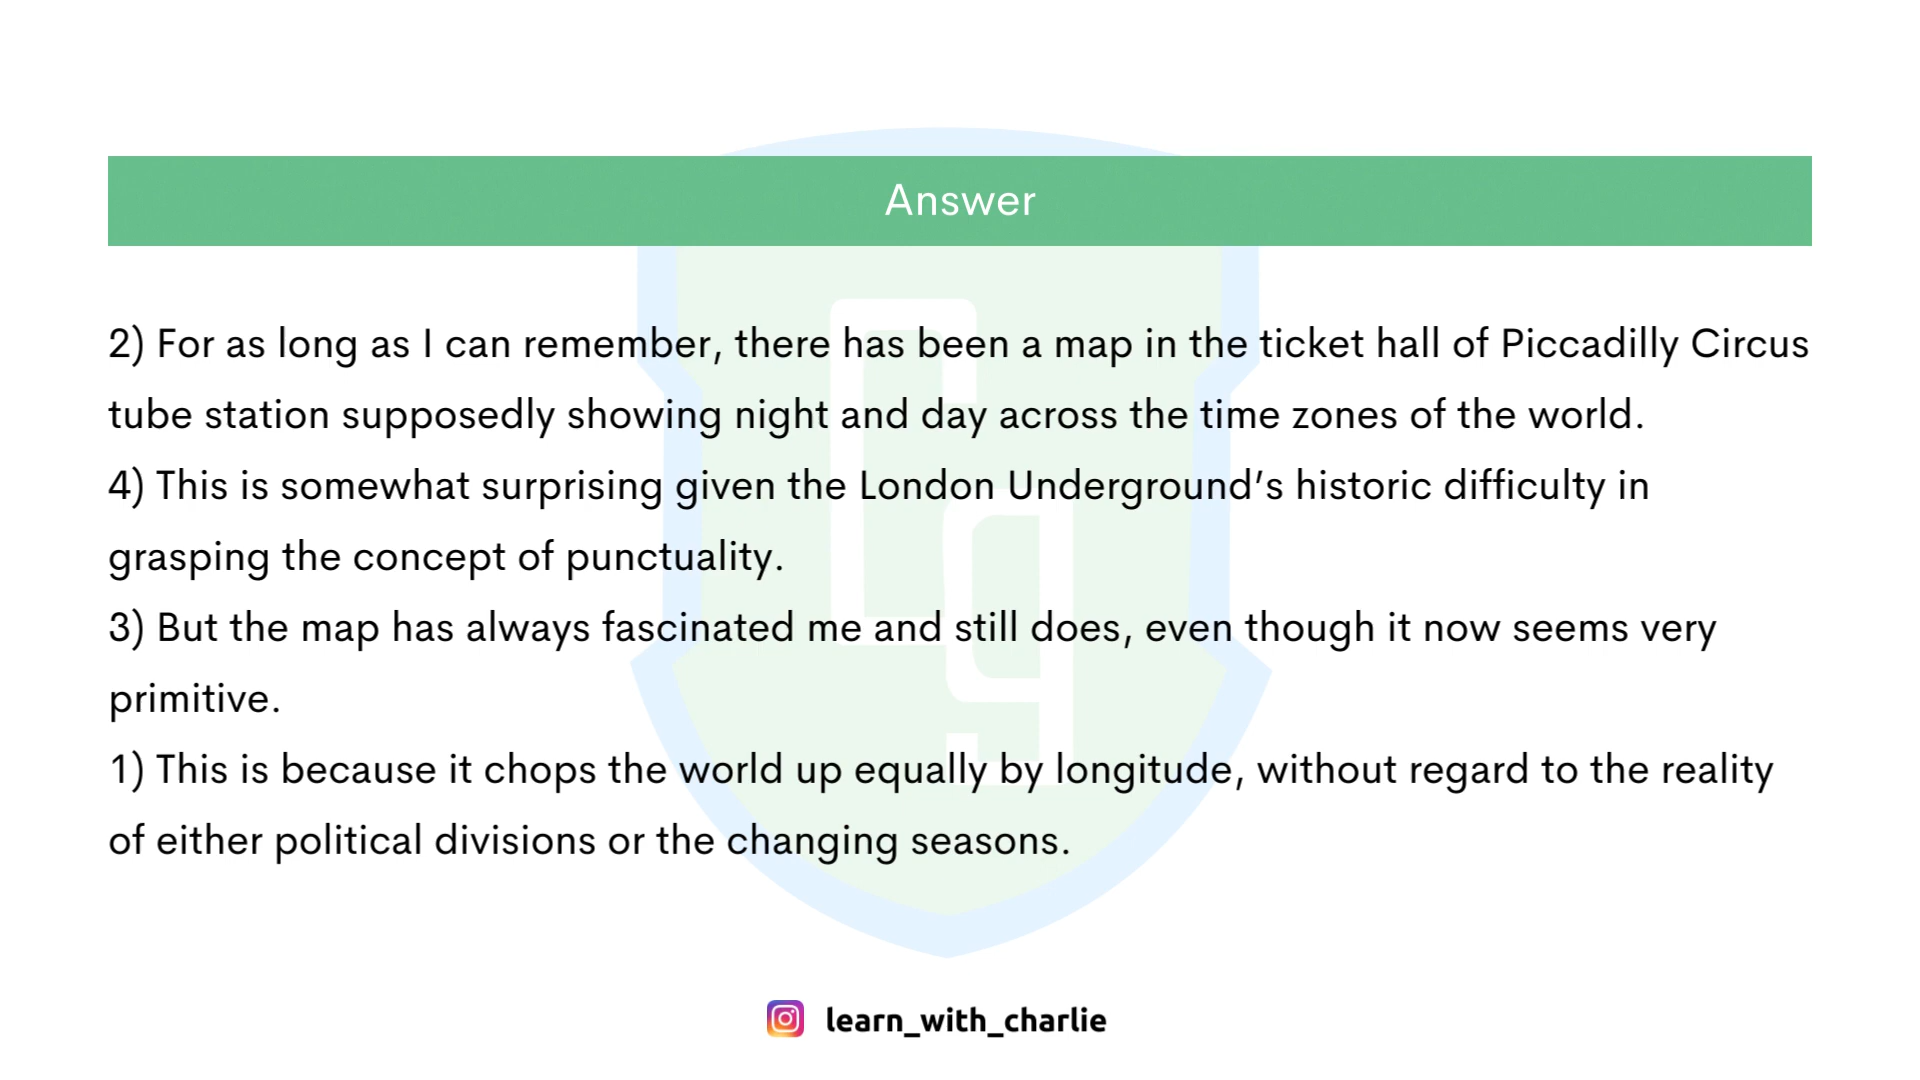 Answer
2) For as long as I can remember, there has been a map in the ticket hall of Piccadilly Circus
tube station supposedly showing night and day across the time zones of the world.
4) This is somewhat surprising given the London Underground’s historic difficulty in
grasping the concept of punctuality.
3) But the map has always fascinated me and still does, even though it now seems very
primitive.
1) This is because it chops the world up equally by longitude, without regard to the reality
of either political divisions or the changing seasons.
learn_with_charlie